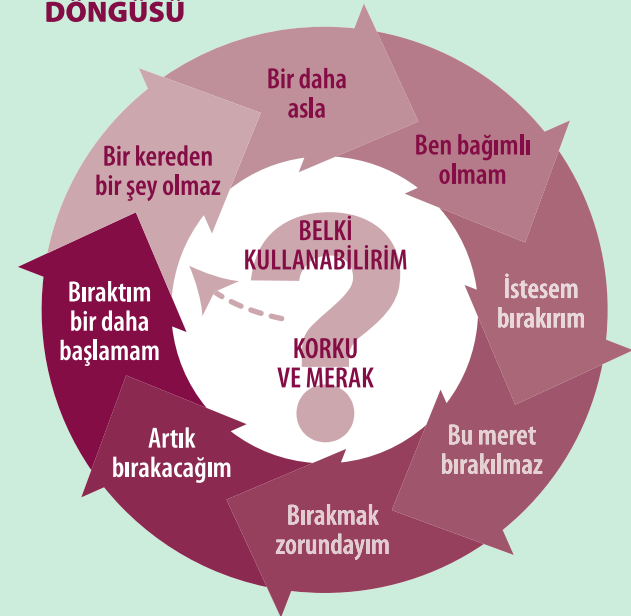 DÖNGÜSÜ
Bir daha
asla
Ben bağımlı
olmam
İstesem
bırakırım
Bu meret
bırakılmaz
Bırakmak
zorundayım
Artık
bırakacağım
Bıraktım
bir daha
başlamam
Bir kereden
bir şey olmaz
BELKİ
KULLANABİLİRİM
KORKU
VE MERAK
?